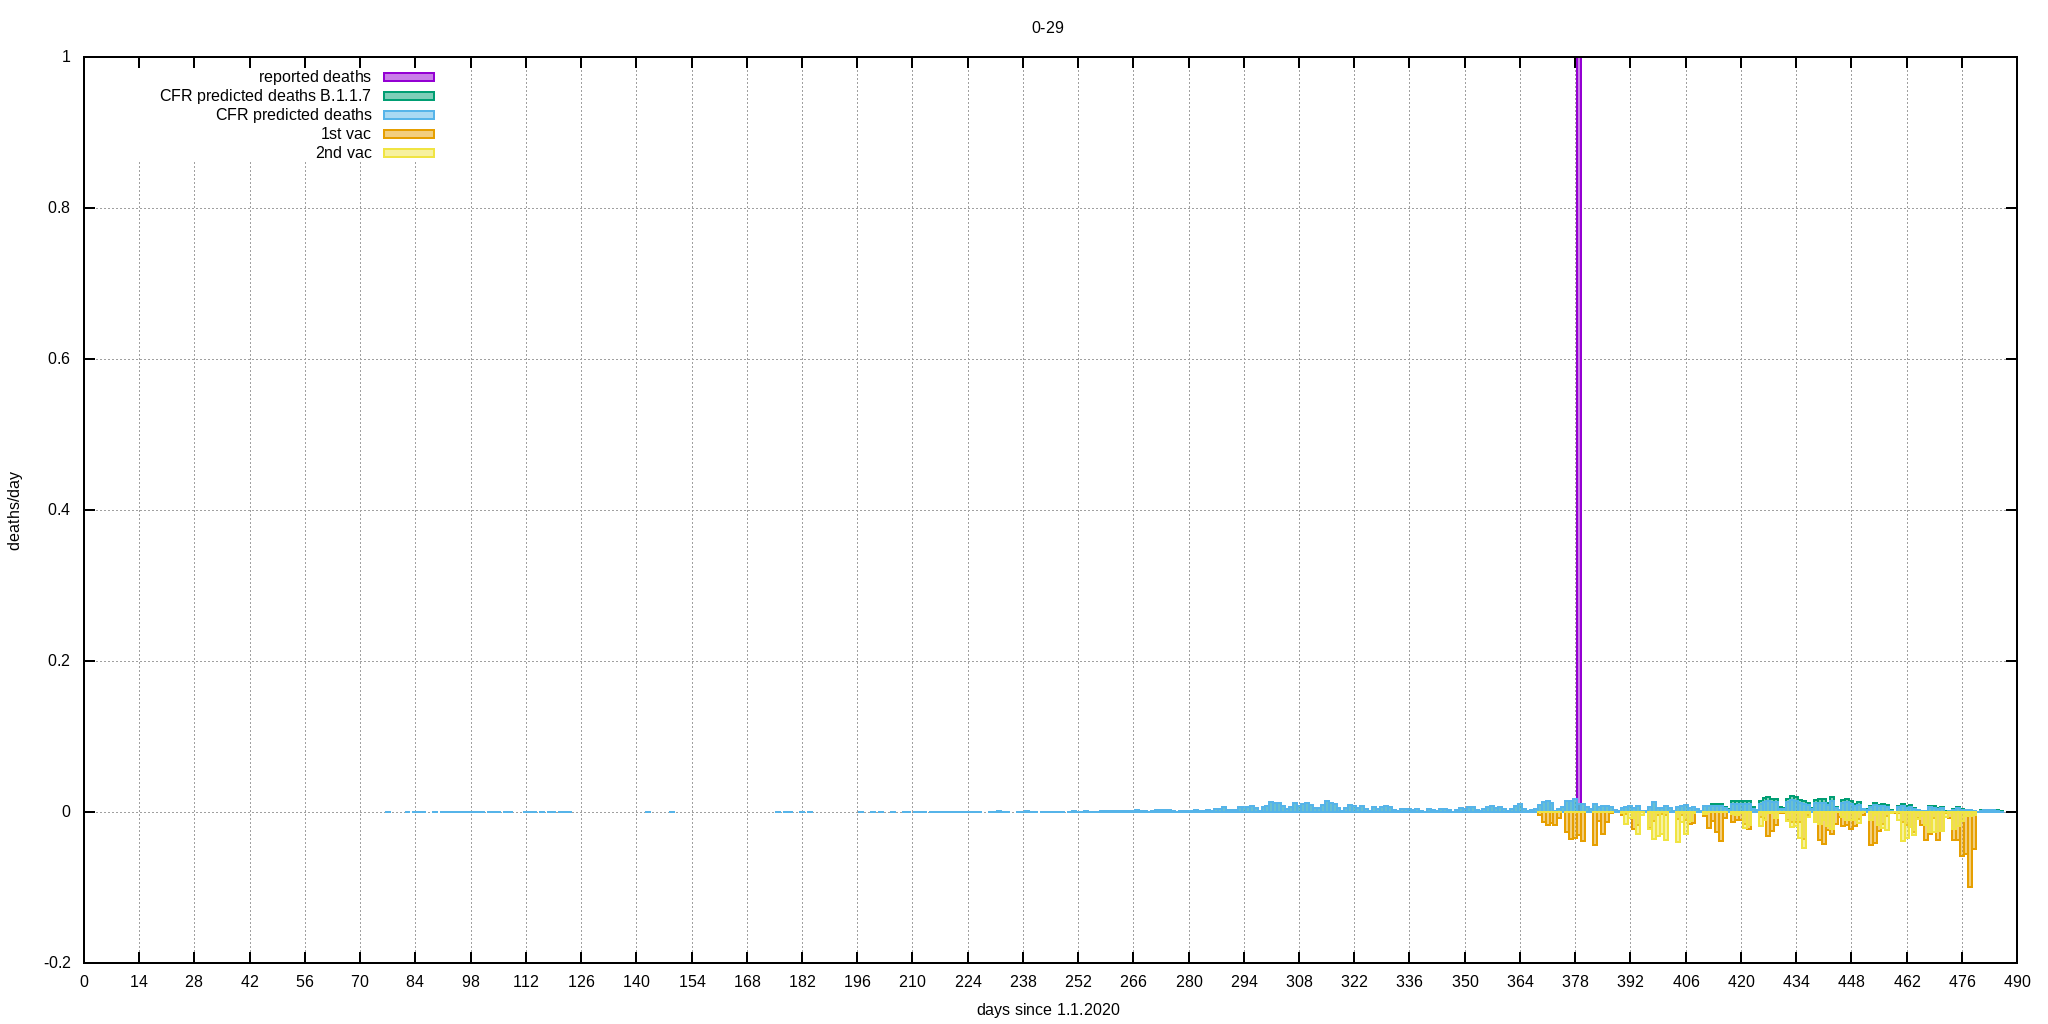 0-29
reported deaths
CFR predicted deaths B.1.1.7
CFR predicted deaths
1st vac
2nd vac
1
0.8
0.6
0.4
0.2
0
-0.2
deaths/day
0 14 28 42 56 70 84 98 112 126 140 154 168 182 196 210 224 238 252 266 280 294 308 322 336 350 364 378 392 406 420 434 448 462 476 490
days since 1.1.2020